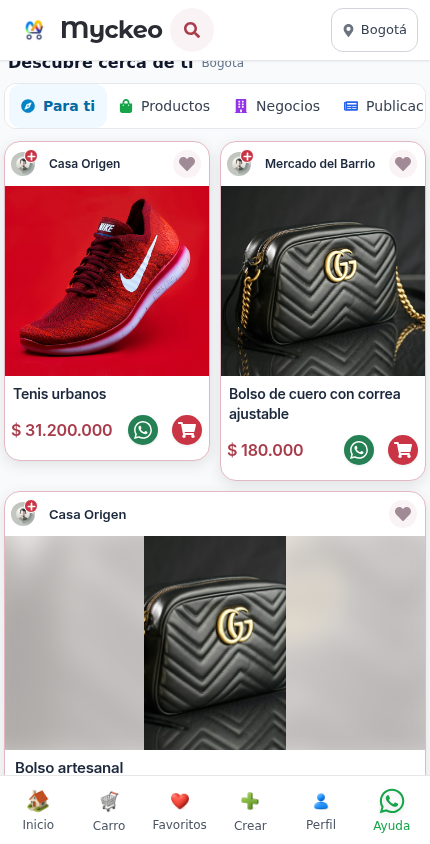 Myckeo
Bogotá
Descubre cerca de ti Bogotá
Para ti
Productos
Negocios
Publicac
Casa Origen
Mercado del Barrio
NIKE
Tenis urbanos
Bolso de cuero con correa
ajustable
$ 31.200.000
$ 180.000
Casa Origen
Bolso artesanal
Inicio
Carro
Favoritos
Crear
Perfil
Ayuda